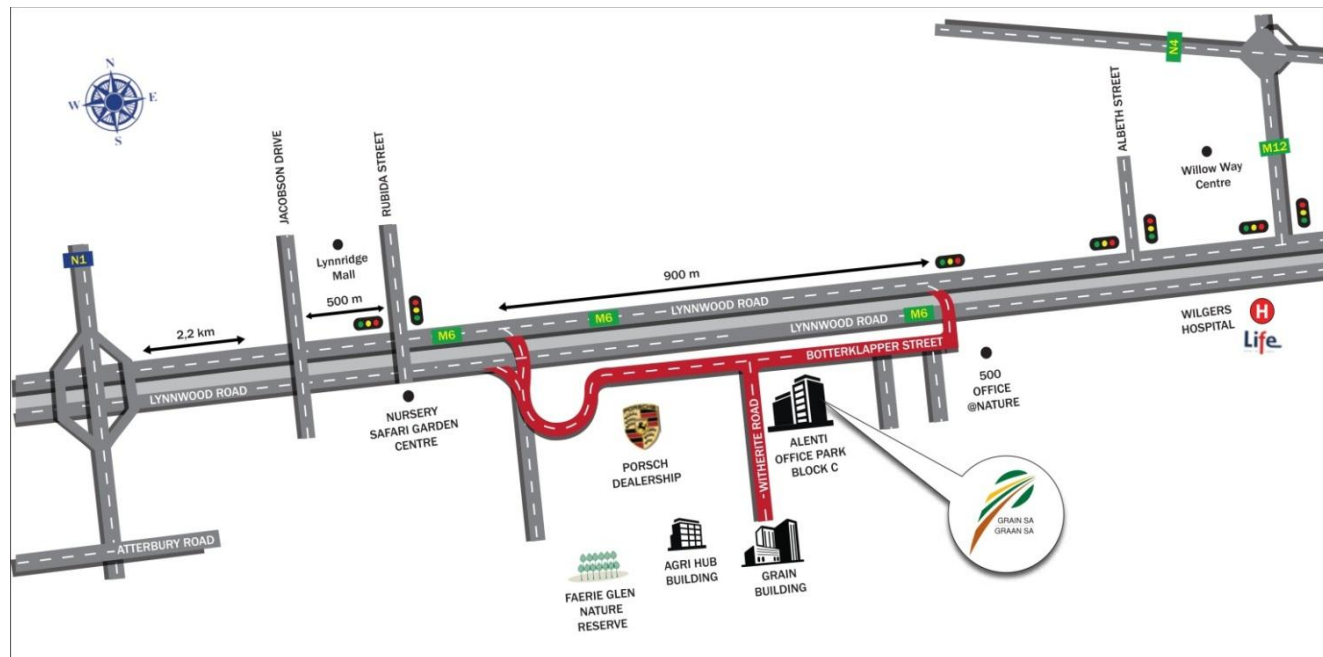 N
W
E
S
N4
ALBETH STREET
M12
Willow Way
Centre
JACOBSON DRIVE
RUBIDA STREET
N1
Lynnridge
Mall
500 m
2,2 km
900 m
LYNNWOOD ROAD
M6
M6
LYNNWOOD ROAD
M6
LYNNWOOD ROAD
WILGERS
HOSPITAL
H
Life
BOTTERKLAPPER STREET
500
OFFICE
@NATURE
NURSERY
SAFARI GARDEN
CENTRE
PORSCH
DEALERSHIP
WITHERITE ROAD
ALENTI
OFFICE PARK
BLOCK C
GRAIN SA
GRAAN SA
ATTERBURY ROAD
AGRI HUB
BUILDING
GRAIN
BUILDING
FAERIE GLEN
NATURE
RESERVE